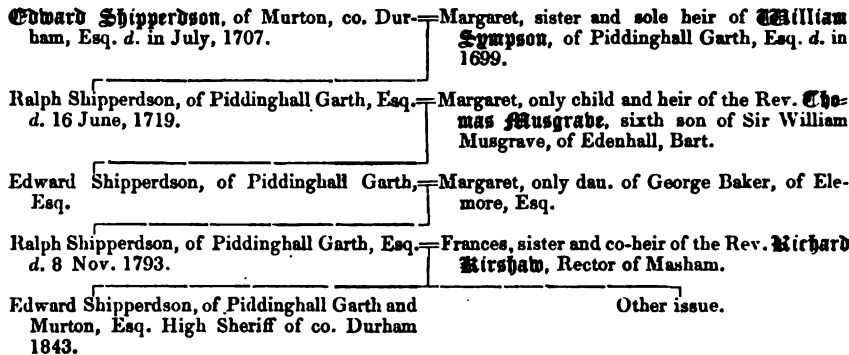 Edward Shipperdson, of Murton, co. Dur-
ham, Esq. d. in July, 1707.
Margaret, sister and sole heir of William
Sympson, of Piddinghall Garth, Esq. d. in
1699.
Ralph Shipperdson, of Piddinghall Garth, Esq.
d. 16 June, 1719.
Margaret, only child and heir of the Rev. Tho-
mas Musgrave, sixth son of Sir William
Musgrave, of Edenhall, Bart.
Edward Shipperdson, of Piddinghall Garth,
Esq.
Margaret, only dau. of George Baker, of Ele-
more, Esq.
Ralph Shipperdson, of Piddinghall Garth, Esq.
d. 8 Nov. 1793.
Frances, sister and co-heir of the Rev. Richard
Kirshaw, Rector of Masham.
Edward Shipperdson, of Piddinghall Garth and
Murton, Esq. High Sheriff of co. Durham
1843.
Other issue.